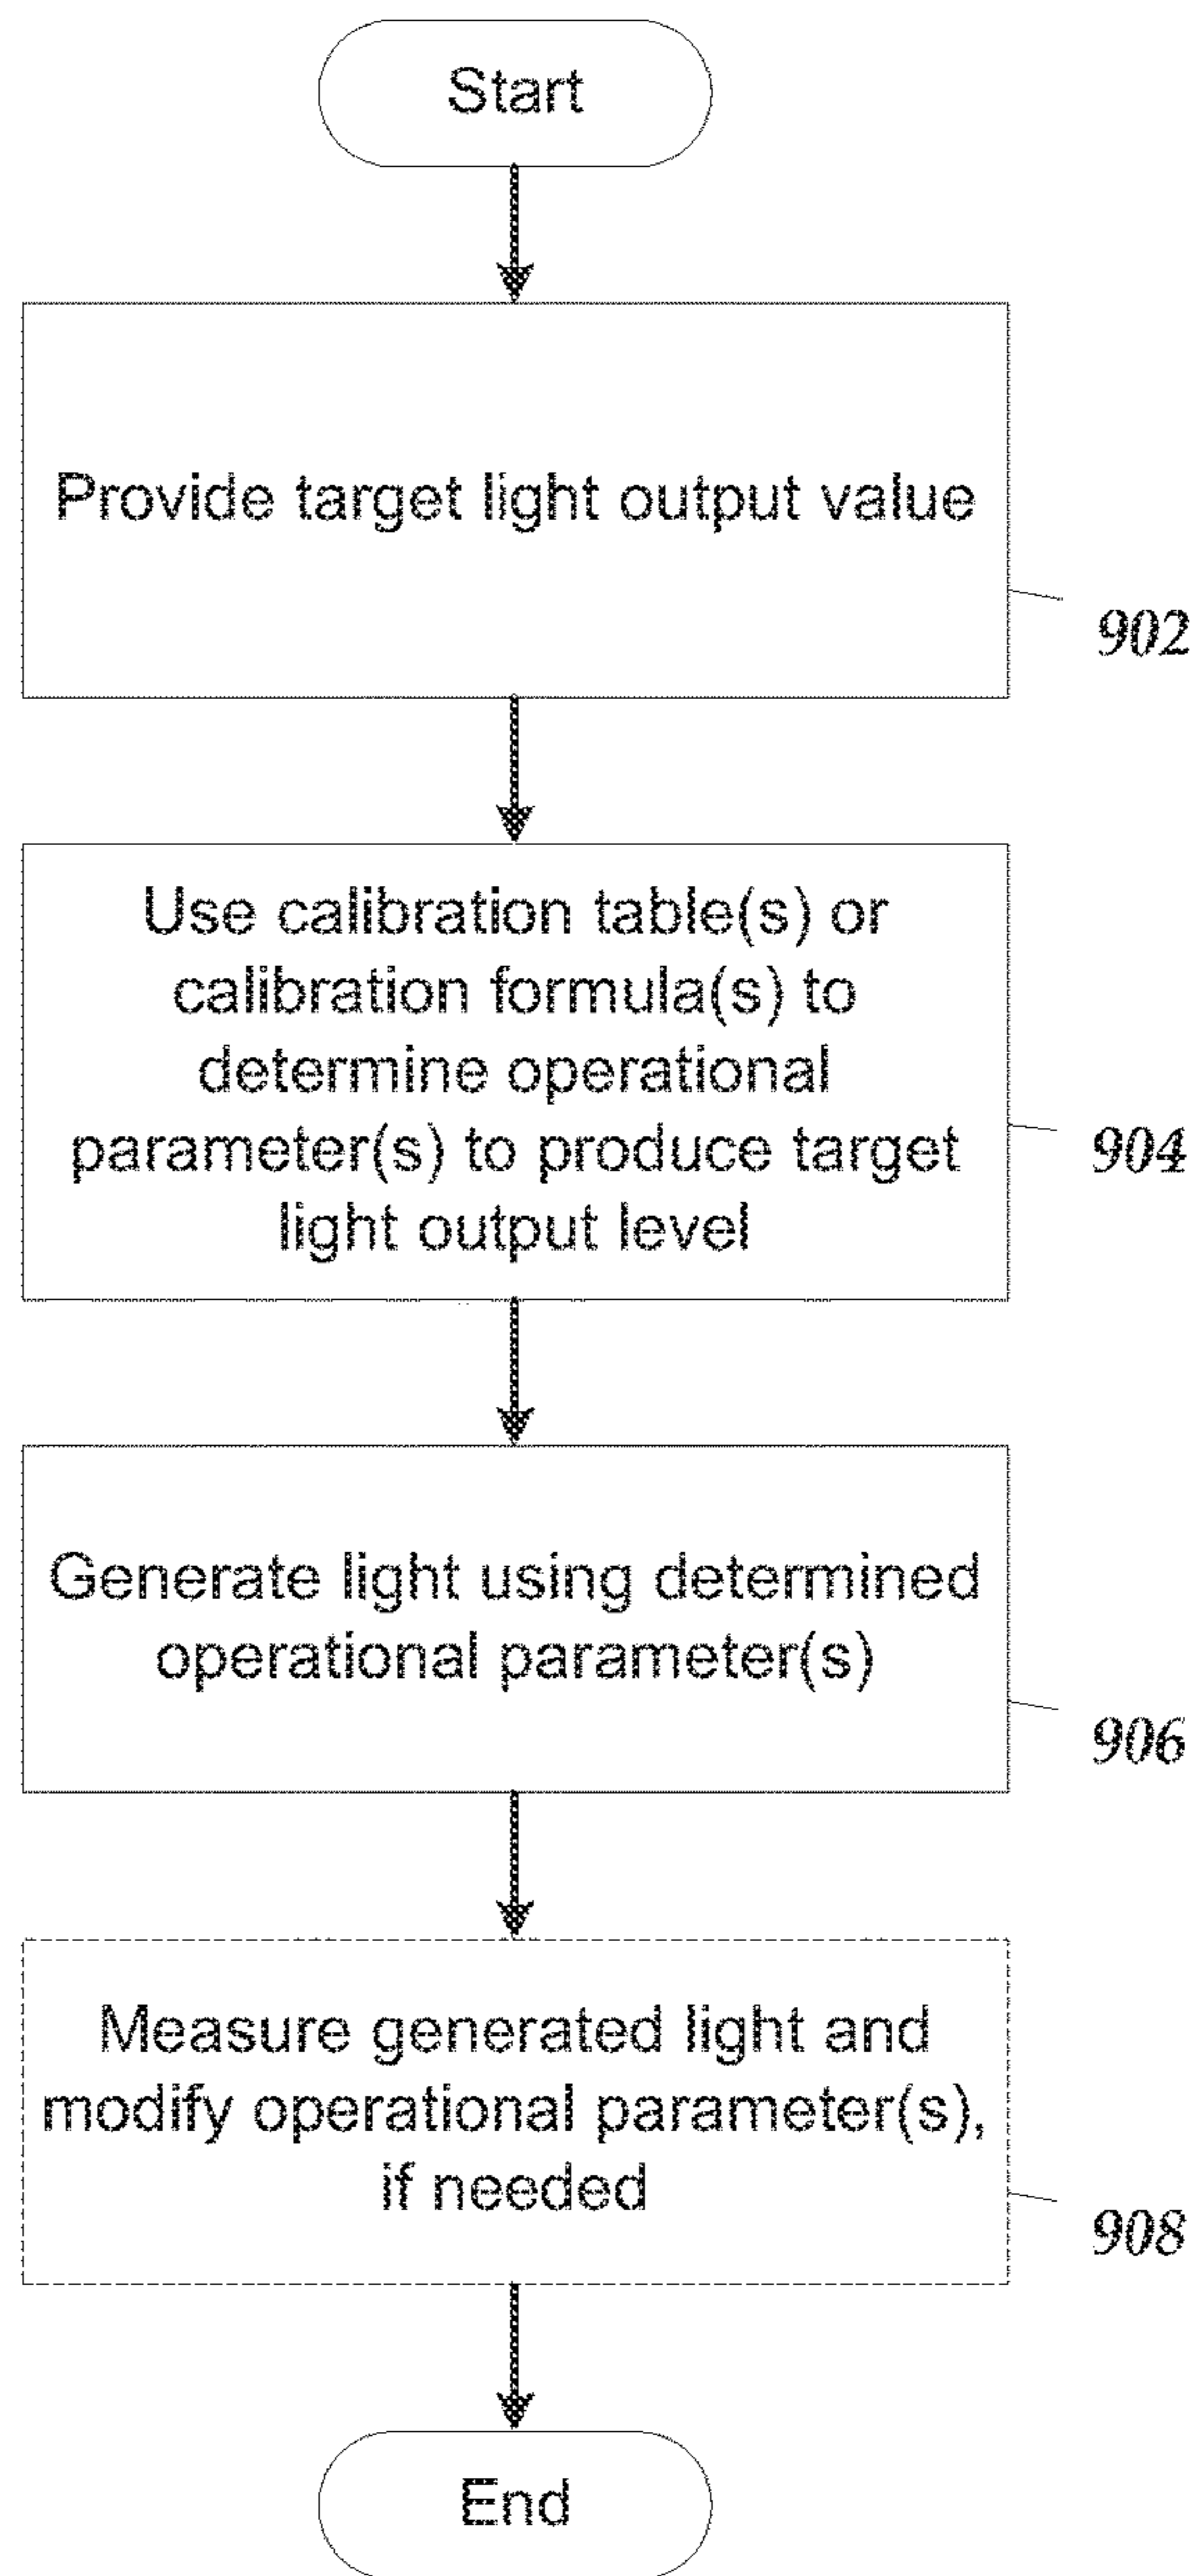 Start
Provide target light output value
902
Use calibration table(s) or
calibration formula(s) to
determine operational
parameter(s) to produce target
light output level
904
Generate light using determined
operational parameter(s)
906
Measure generated light and
modify operational parameter(s),
if needed
908
End